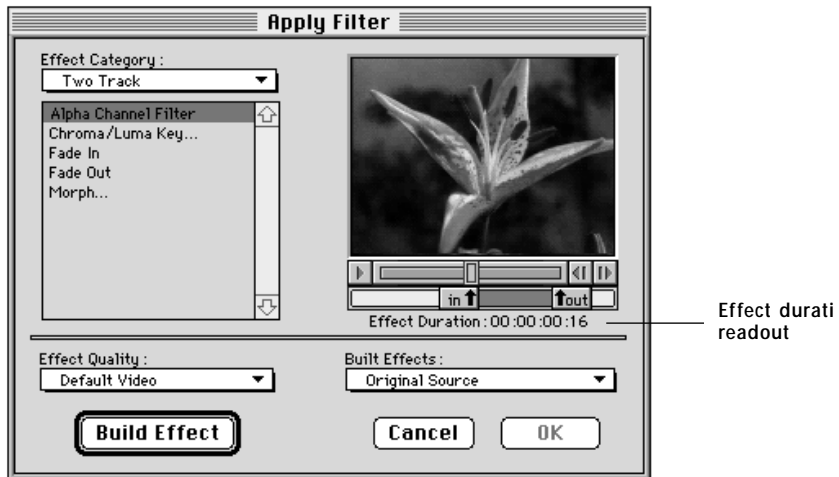 Apply Filter
Effect Category :
Two Track
Alpha Channel Filter
Chroma/Luma Key...
Fade In
Fade Out
Morph...
in
out
Effect Duration : 00:00:00:16
Effect durati
readout
Effect Quality :
Default Video
Built Effects :
Original Source
Build Effect
Cancel
OK